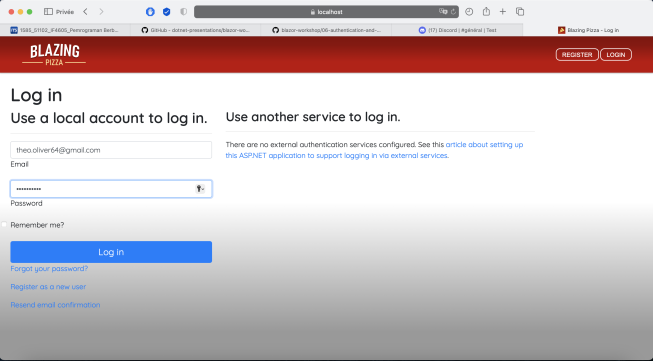 Privée
localhost
1585_S1102_IF4605_Pemrograman Berb...
GitHub - dotnet-presentations/blazor-wo...
blazor-workshop/06-authentication-and-...
(17) Discord | #général | Test
Blazing Pizza - Log in
BLAZING
PIZZA
REGISTER
LOGIN
Log in
Use a local account to log in.
theo.oliver64@gmail.com
Email
••••••••••
Password
Remember me?
Log in
Forgot your password?
Register as a new user
Resend email confirmation
Use another service to log in.
There are no external authentication services configured. See this article about setting up
this ASP.NET application to support logging in via external services.